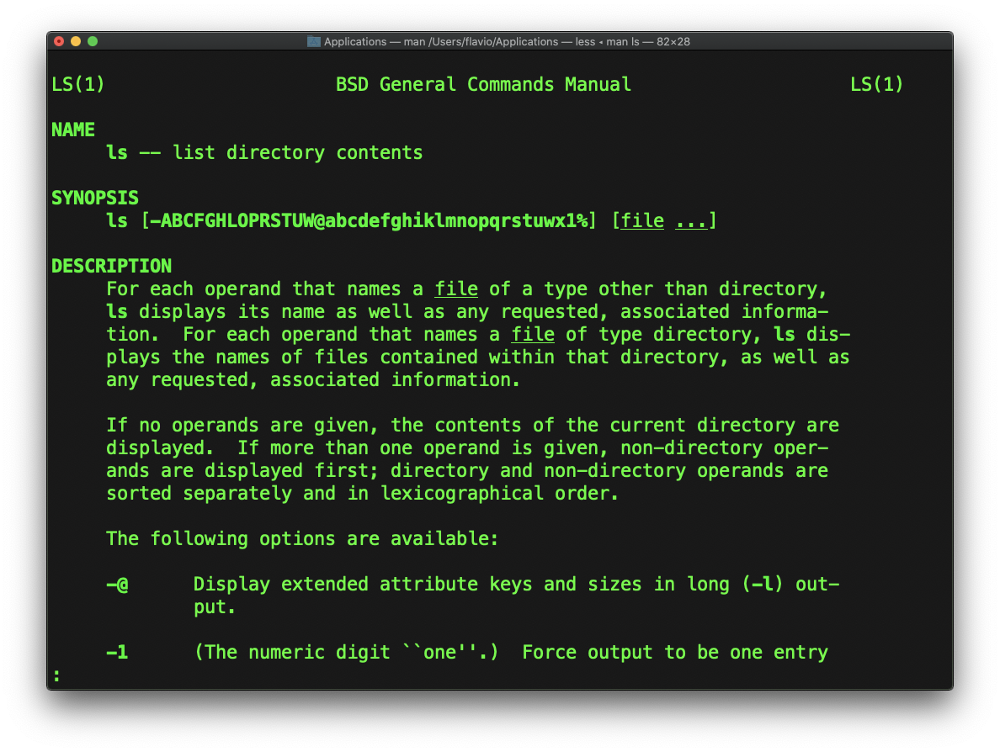 Applications — man /Users/flavio/Applications — less ◂ man ls — 82×28
LS(1)                     BSD General Commands Manual                    LS(1)
NAME
     ls -- list directory contents
SYNOPSIS
     ls [-ABCFGHLOPRSTUW@abcdefghiklmnopqrstuwx1%] [file ...]
DESCRIPTION
     For each operand that names a file of a type other than directory,
     ls displays its name as well as any requested, associated informa-
     tion.  For each operand that names a file of type directory, ls dis-
     plays the names of files contained within that directory, as well as
     any requested, associated information.
     If no operands are given, the contents of the current directory are
     displayed.  If more than one operand is given, non-directory oper-
     ands are displayed first; directory and non-directory operands are
     sorted separately and in lexicographical order.
     The following options are available:
     -@      Display extended attribute keys and sizes in long (-l) out-
             put.
     -1      (The numeric digit ``one''.)  Force output to be one entry
: